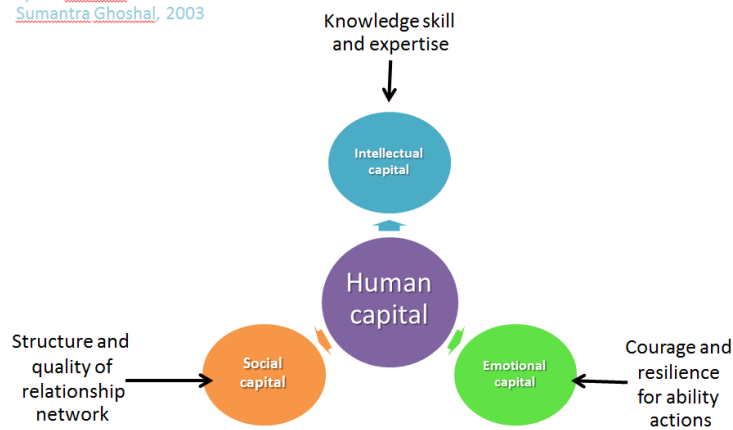 Sumantra Ghoshal, 2003
Knowledge skill
and expertise
Intellectual
capital
Human
capital
Structure and
quality of
relationship
network
Social
capital
Emotional
capital
Courage and
resilience
for ability
actions